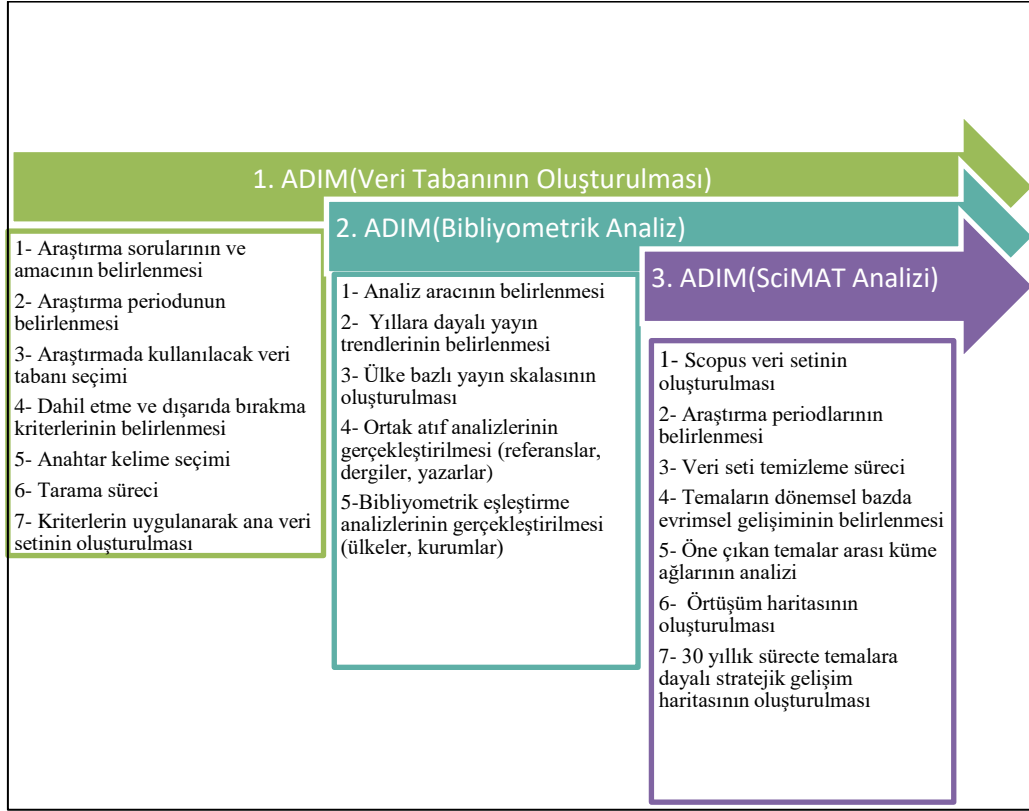 1. ADIM(Veri Tabanının Oluşturulması)
1- Araştırma sorularının ve
amacının belirlenmesi
2- Araştırma periodunun
belirlenmesi
3- Araştırmada kullanılacak veri
tabanı seçimi
4- Dahil etme ve dışarıda bırakma
kriterlerinin belirlenmesi
5- Anahtar kelime seçimi
6- Tarama süreci
7- Kriterlerin uygulanarak ana veri
setinin oluşturulması
2. ADIM(Bibliyometrik Analiz)
1- Analiz aracının belirlenmesi
2- Yıllara dayalı yayın
trendlerinin belirlenmesi
3- Ülke bazlı yayın skalasının
oluşturulması
4- Ortak atıf analizlerinin
gerçekleştirilmesi (referanslar,
dergiler, yazarlar)
5-Bibliyometrik eşleştirme
analizlerinin gerçekleştirilmesi
(ülkeler, kurumlar)
3. ADIM(SciMAT Analizi)
1- Scopus veri setinin
oluşturulması
2- Araştırma periodlarının
belirlenmesi
3- Veri seti temizleme süreci
4- Temaların dönemsel bazda
evrimsel gelişiminin belirlenmesi
5- Öne çıkan temalar arası küme
ağlarının analizi
6- Örtüşüm haritasının
oluşturulması
7- 30 yıllık sürecte temalara
dayalı stratejik gelişim
haritasının oluşturulması